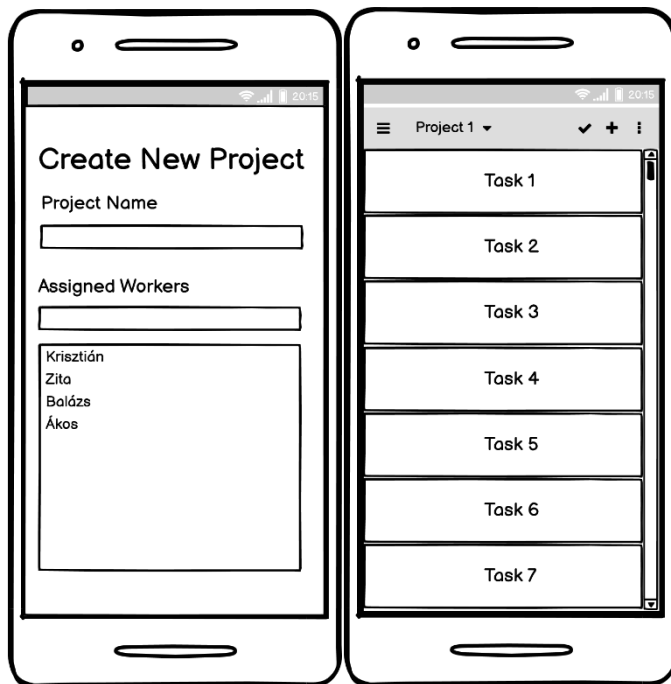 20:15
Create New Project
Project Name
Assigned Workers
Krisztián
Zita
Balázs
Ákos
20:15
Project 1
Task 1
Task 2
Task 3
Task 4
Task 5
Task 6
Task 7